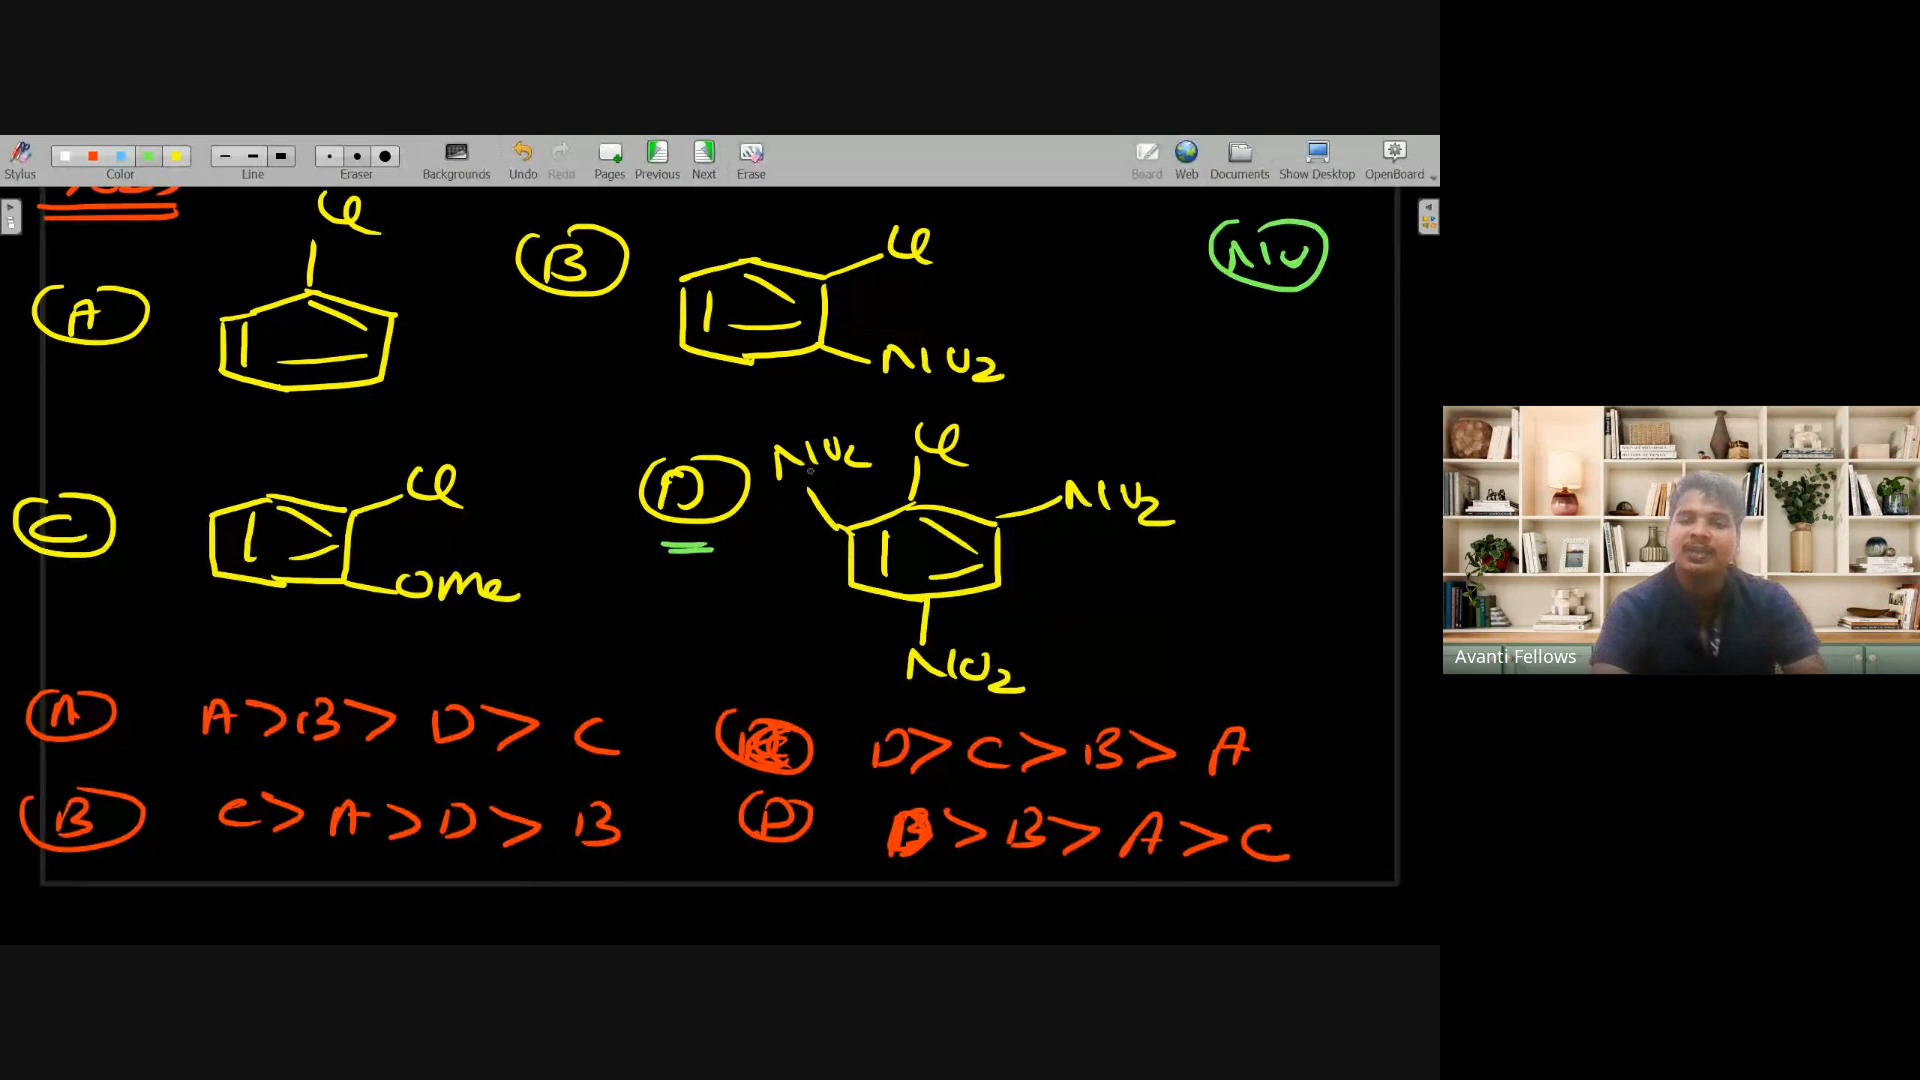 Stylus
Color
Line
Eraser
Backgrounds
Undo
Redo
Pages
Previous
Next
Erase
Board
Web
Documents
Show Desktop
OpenBoard
Cl
A
B
Cl
NO2
NO
C
Cl
OMe
D
NO2
Cl
NO2
NO2
Avanti Fellows
A A > B > D > C
D > C > B > A
B C > A > D > B
D > B > A > C